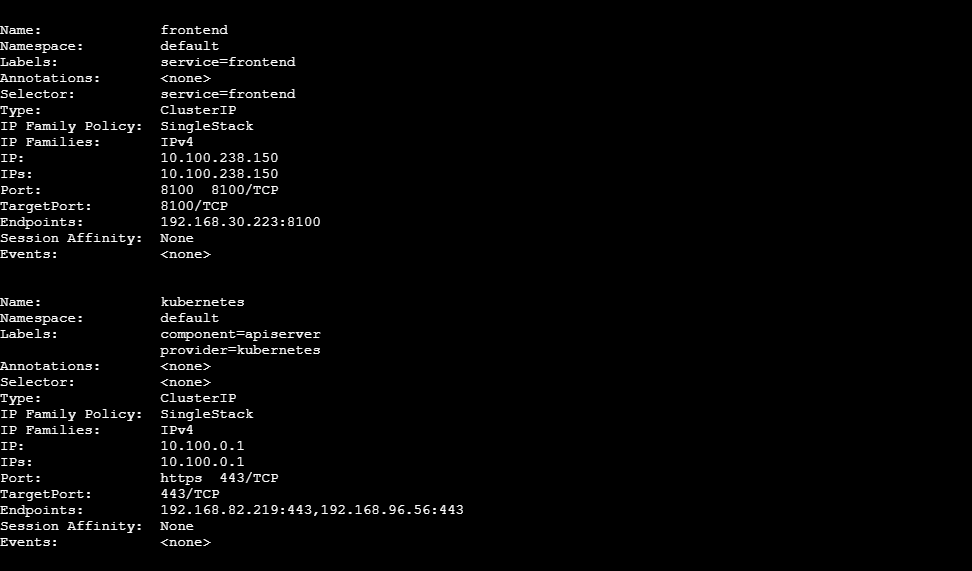 Name:              frontend
Namespace:         default
Labels:            service=frontend
Annotations:       <none>
Selector:          service=frontend
Type:              ClusterIP
IP Family Policy:  SingleStack
IP Families:       IPv4
IP:                10.100.238.150
IPs:               10.100.238.150
Port:              8100  8100/TCP
TargetPort:        8100/TCP
Endpoints:         192.168.30.223:8100
Session Affinity:  None
Events:            <none>
Name:              kubernetes
Namespace:         default
Labels:            component=apiserver
                   provider=kubernetes
Annotations:       <none>
Selector:          <none>
Type:              ClusterIP
IP Family Policy:  SingleStack
IP Families:       IPv4
IP:                10.100.0.1
IPs:               10.100.0.1
Port:              https  443/TCP
TargetPort:        443/TCP
Endpoints:         192.168.82.219:443,192.168.96.56:443
Session Affinity:  None
Events:            <none>